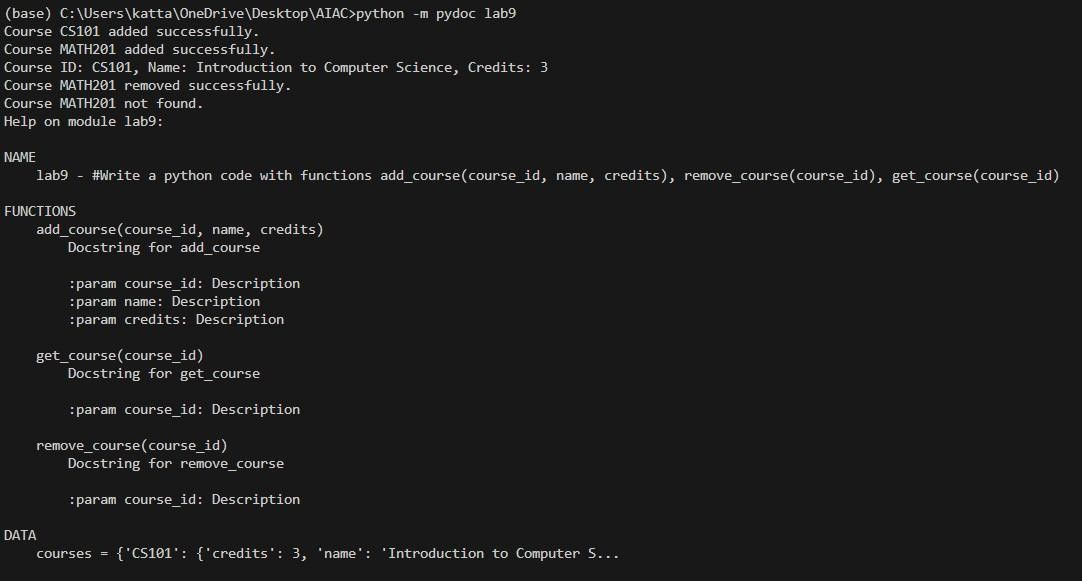 (base) C:\Users\katta\OneDrive\Desktop\AIAC>python -m pydoc lab9
Course CS101 added successfully.
Course MATH201 added successfully.
Course ID: CS101, Name: Introduction to Computer Science, Credits: 3
Course MATH201 removed successfully.
Course MATH201 not found.
Help on module lab9:

NAME
    lab9 - #Write a python code with functions add_course(course_id, name, credits), remove_course(course_id), get_course(course_id)

FUNCTIONS
    add_course(course_id, name, credits)
        Docstring for add_course

        :param course_id: Description
        :param name: Description
        :param credits: Description

    get_course(course_id)
        Docstring for get_course

        :param course_id: Description

    remove_course(course_id)
        Docstring for remove_course

        :param course_id: Description

DATA
    courses = {'CS101': {'credits': 3, 'name': 'Introduction to Computer S...